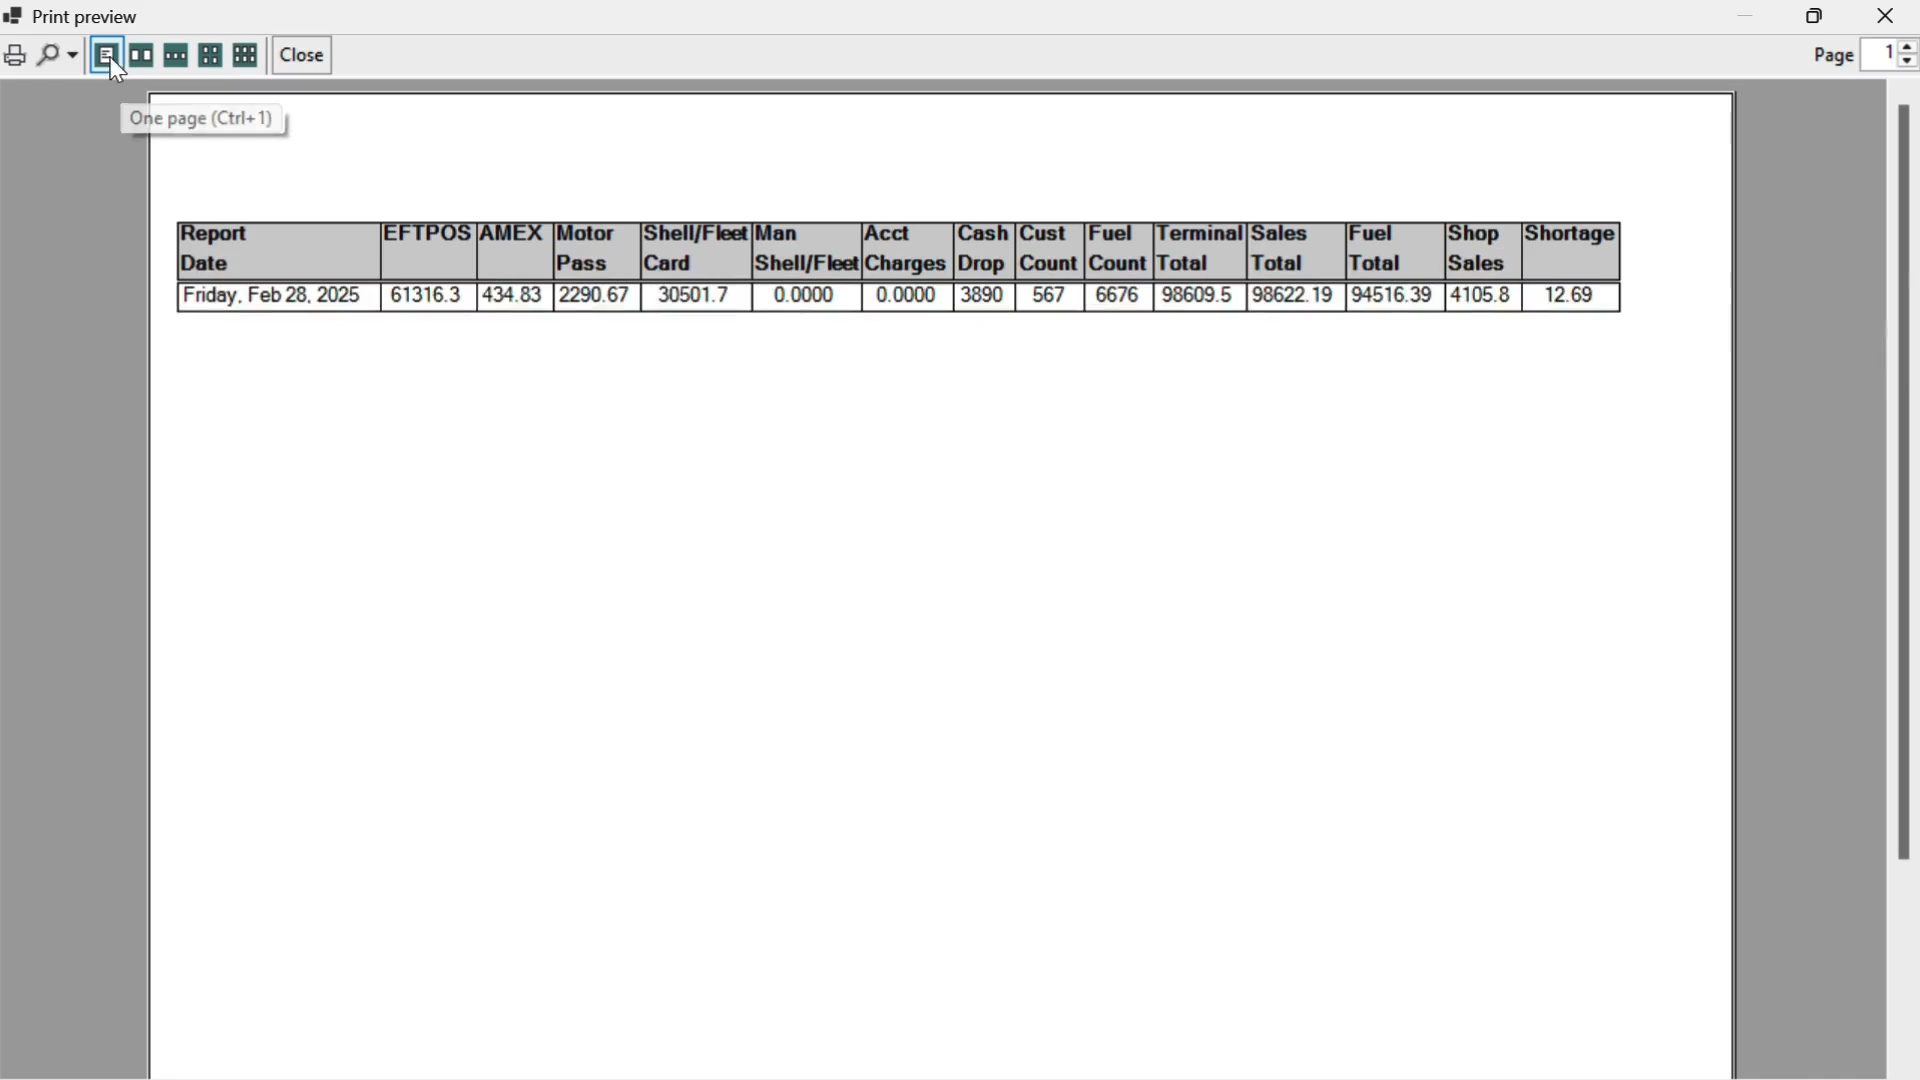 Print preview
Close
Page 1
One page (Ctrl+1)
Report Date EFTPOS AMEX Motor Pass Shell/Fleet Card Man Shell/Fleet Acct Charges Cash Drop Cust Count Fuel Count Terminal Total Sales Total Fuel Total Shop Sales Shortage
Friday, Feb 28, 2025 61316.3 434.83 2290.67 30501.7 0.0000 0.0000 3890 567 6676 98609.5 98622.19 94516.39 4105.8 12.69